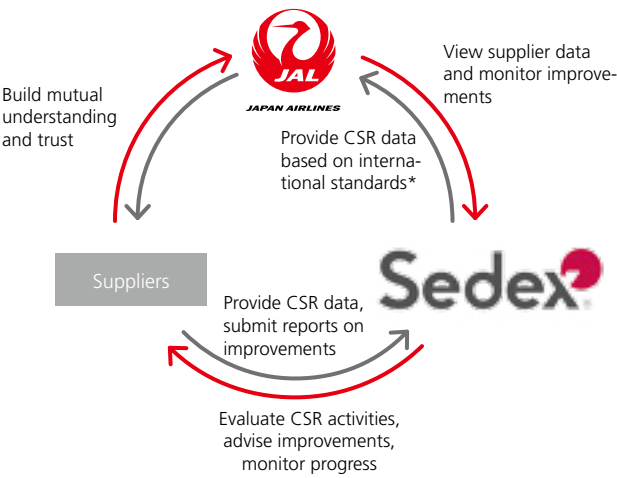 JAL
JAPAN AIRLINES
View supplier data
and monitor improve-
ments
Build mutual
understanding
and trust
Provide CSR data
based on interna-
tional standards*
Suppliers
Sedex
Provide CSR data,
submit reports on
improvements
Evaluate CSR activities,
advise improvements,
monitor progress